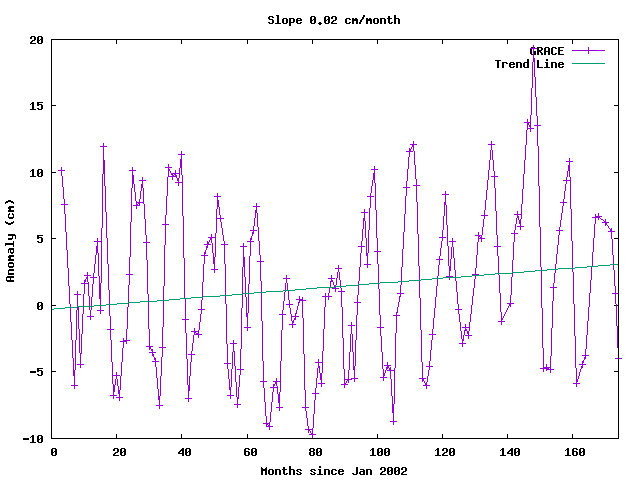 Slope 0.02 cm/month
GRACE
Trend Line
20
15
10
5
0
-5
-10
Anomaly (cm)
0 20 40 60 80 100 120 140 160
Months since Jan 2002